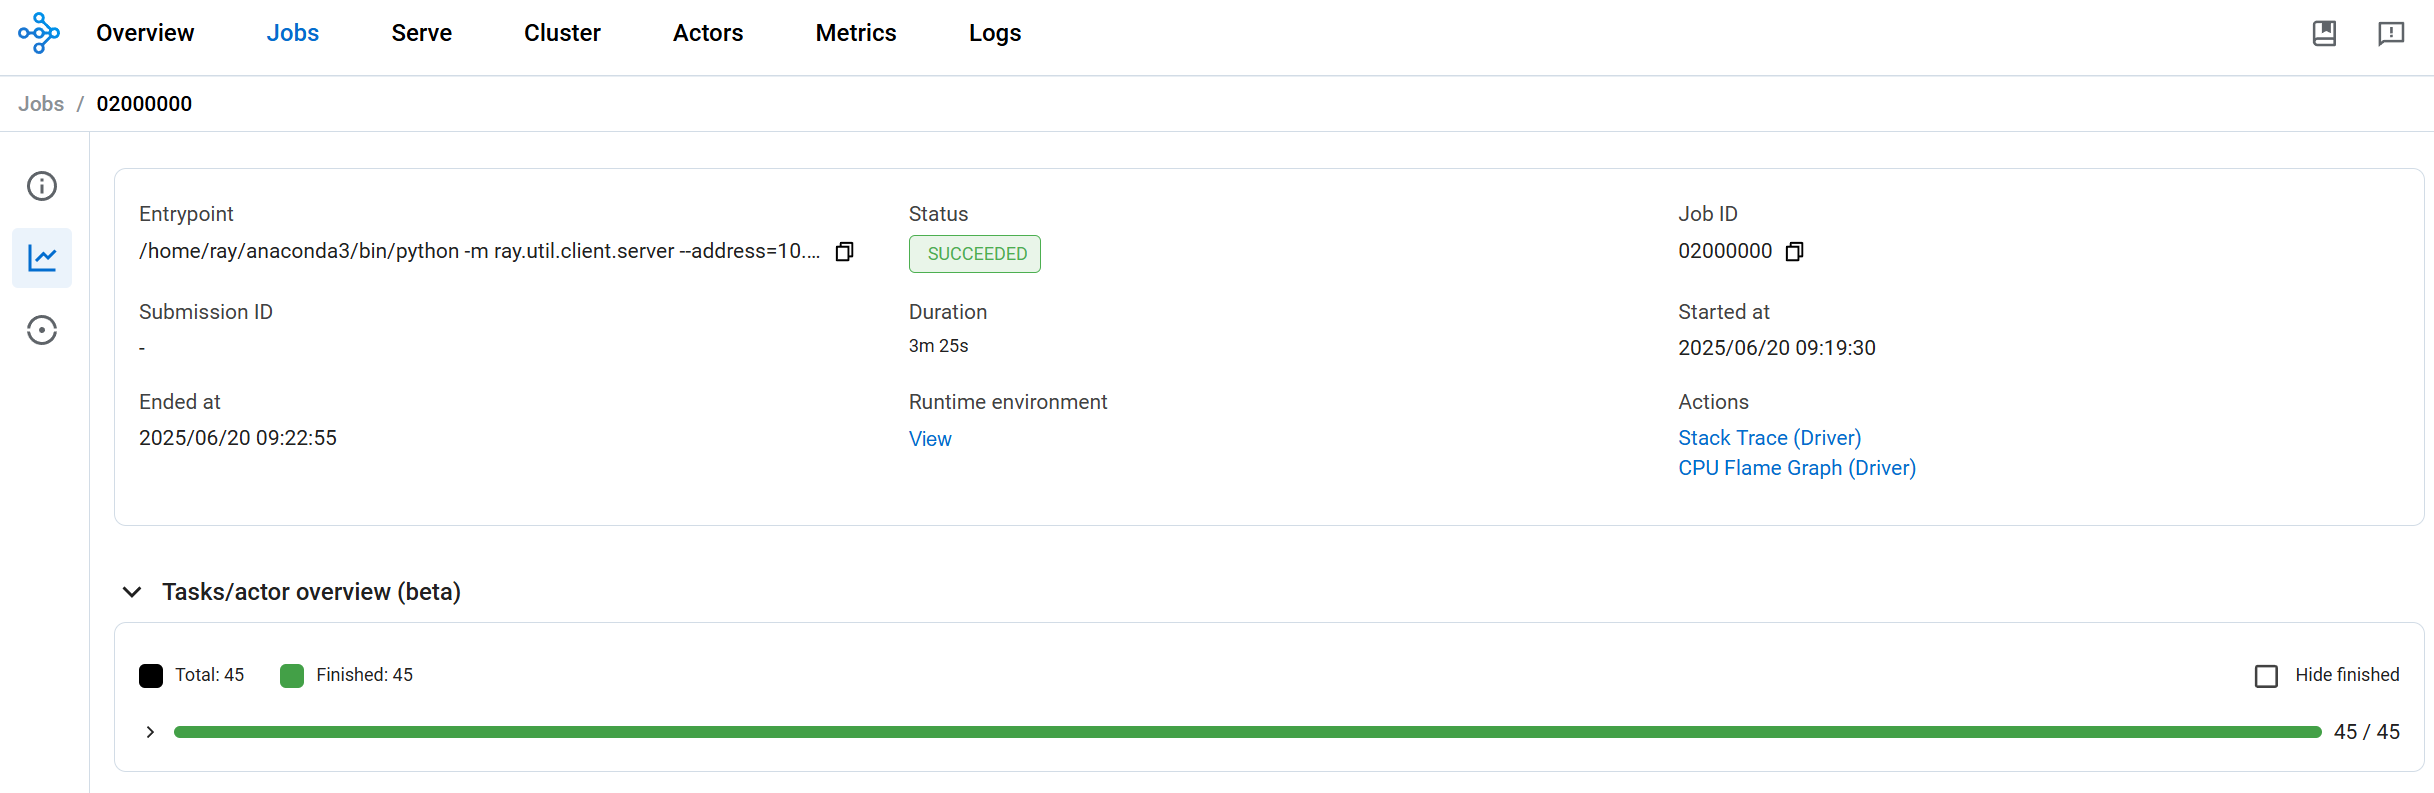 Overview Jobs Serve Cluster Actors Metrics Logs
Jobs / 02000000
Entrypoint
/home/ray/anaconda3/bin/python -m ray.util.client.server --address=10....
Status
SUCCEEDED
Job ID
02000000
Submission ID
-
Duration
3m 25s
Started at
2025/06/20 09:19:30
Ended at
2025/06/20 09:22:55
Runtime environment
View
Actions
Stack Trace (Driver)
CPU Flame Graph (Driver)
Tasks/actor overview (beta)
Total: 45 Finished: 45 Hide finished
45 / 45